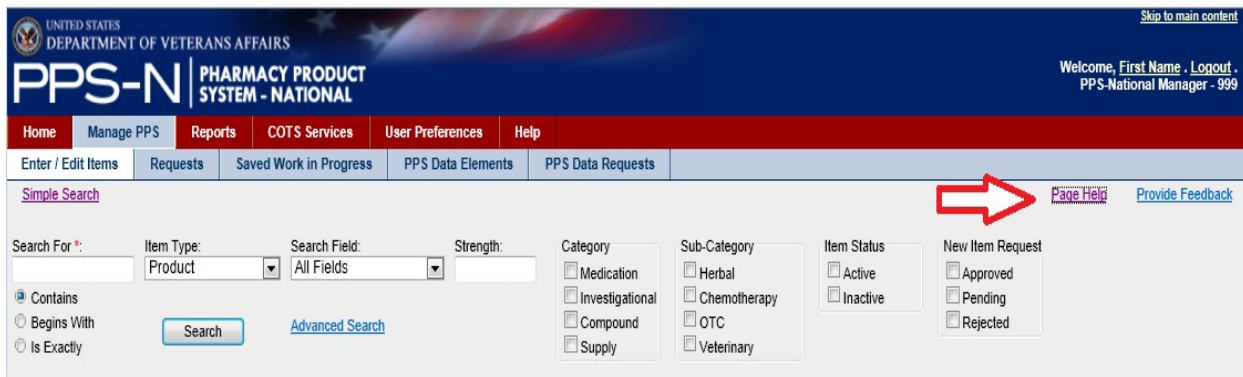 Skip to main content
UNITED STATES
DEPARTMENT OF VETERANS AFFAIRS
PPS-N PHARMACY PRODUCT
SYSTEM - NATIONAL
Welcome, First Name . Logout .
PPS-National Manager - 999
Home Manage PPS Reports COTS Services User Preferences Help
Enter / Edit Items Requests Saved Work in Progress PPS Data Elements PPS Data Requests
Simple Search Page Help Provide Feedback
Search For *: Item Type: Search Field: Strength: Category Sub-Category Item Status New Item Request
Product All Fields
Medication Herbal Active Approved
Contains Investigational Chemotherapy Inactive Pending
Begins With Search Advanced Search Compound OTC Rejected
Is Exactly Supply Veterinary